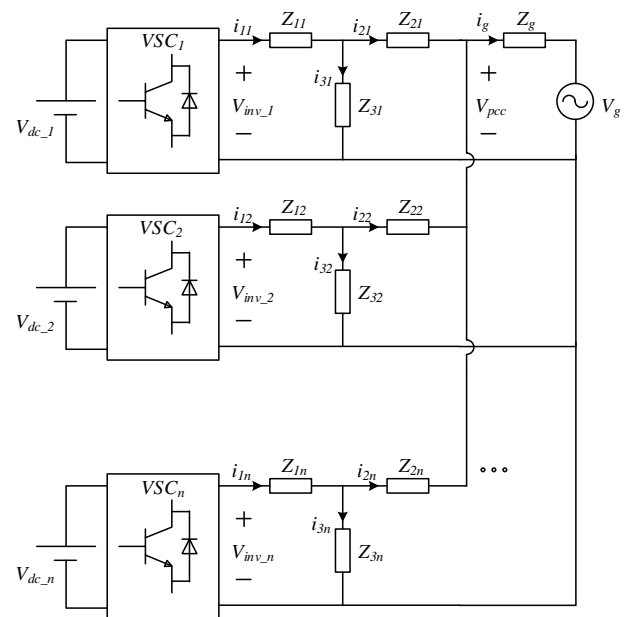 i11 Z11 i21 Z21 ig Zg
VSC1
Vdc_1 + Vinv_1 − i31 Z31 + Vpcc − Vg
i12 Z12 i22 Z22
VSC2
Vdc_2 + Vinv_2 − i32 Z32
i1n Z1n i2n Z2n
VSCn
Vdc_n + Vinv_n − i3n Z3n